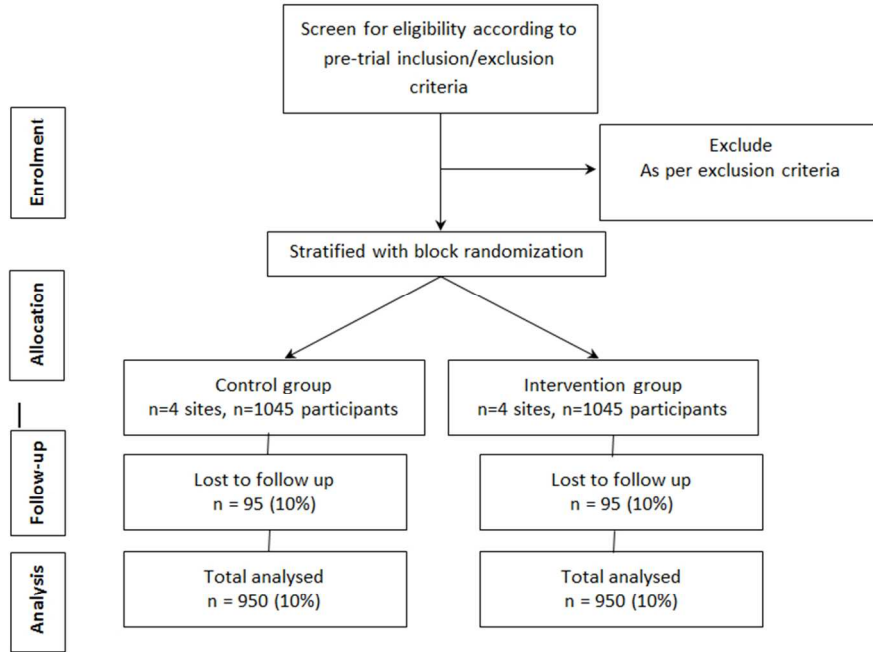 Screen for eligibility according to
pre-trial inclusion/exclusion
criteria
Enrolment
Exclude
As per exclusion criteria
Stratified with block randomization
Allocation
Control group
n=4 sites, n=1045 participants
Intervention group
n=4 sites, n=1045 participants
Follow-up
Lost to follow up
n = 95 (10%)
Lost to follow up
n = 95 (10%)
Analysis
Total analysed
n = 950 (10%)
Total analysed
n = 950 (10%)